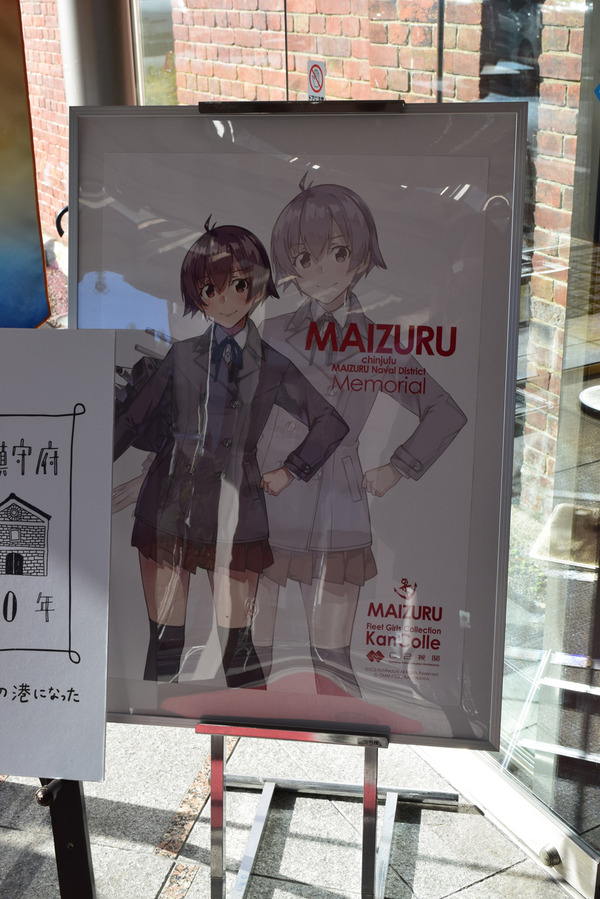 鎮守府
0年
の港になった
MAIZURU
chinjufu
MAIZURU Naval District
Memorial
MAIZURU
Fleet Girls Collection
KanColle